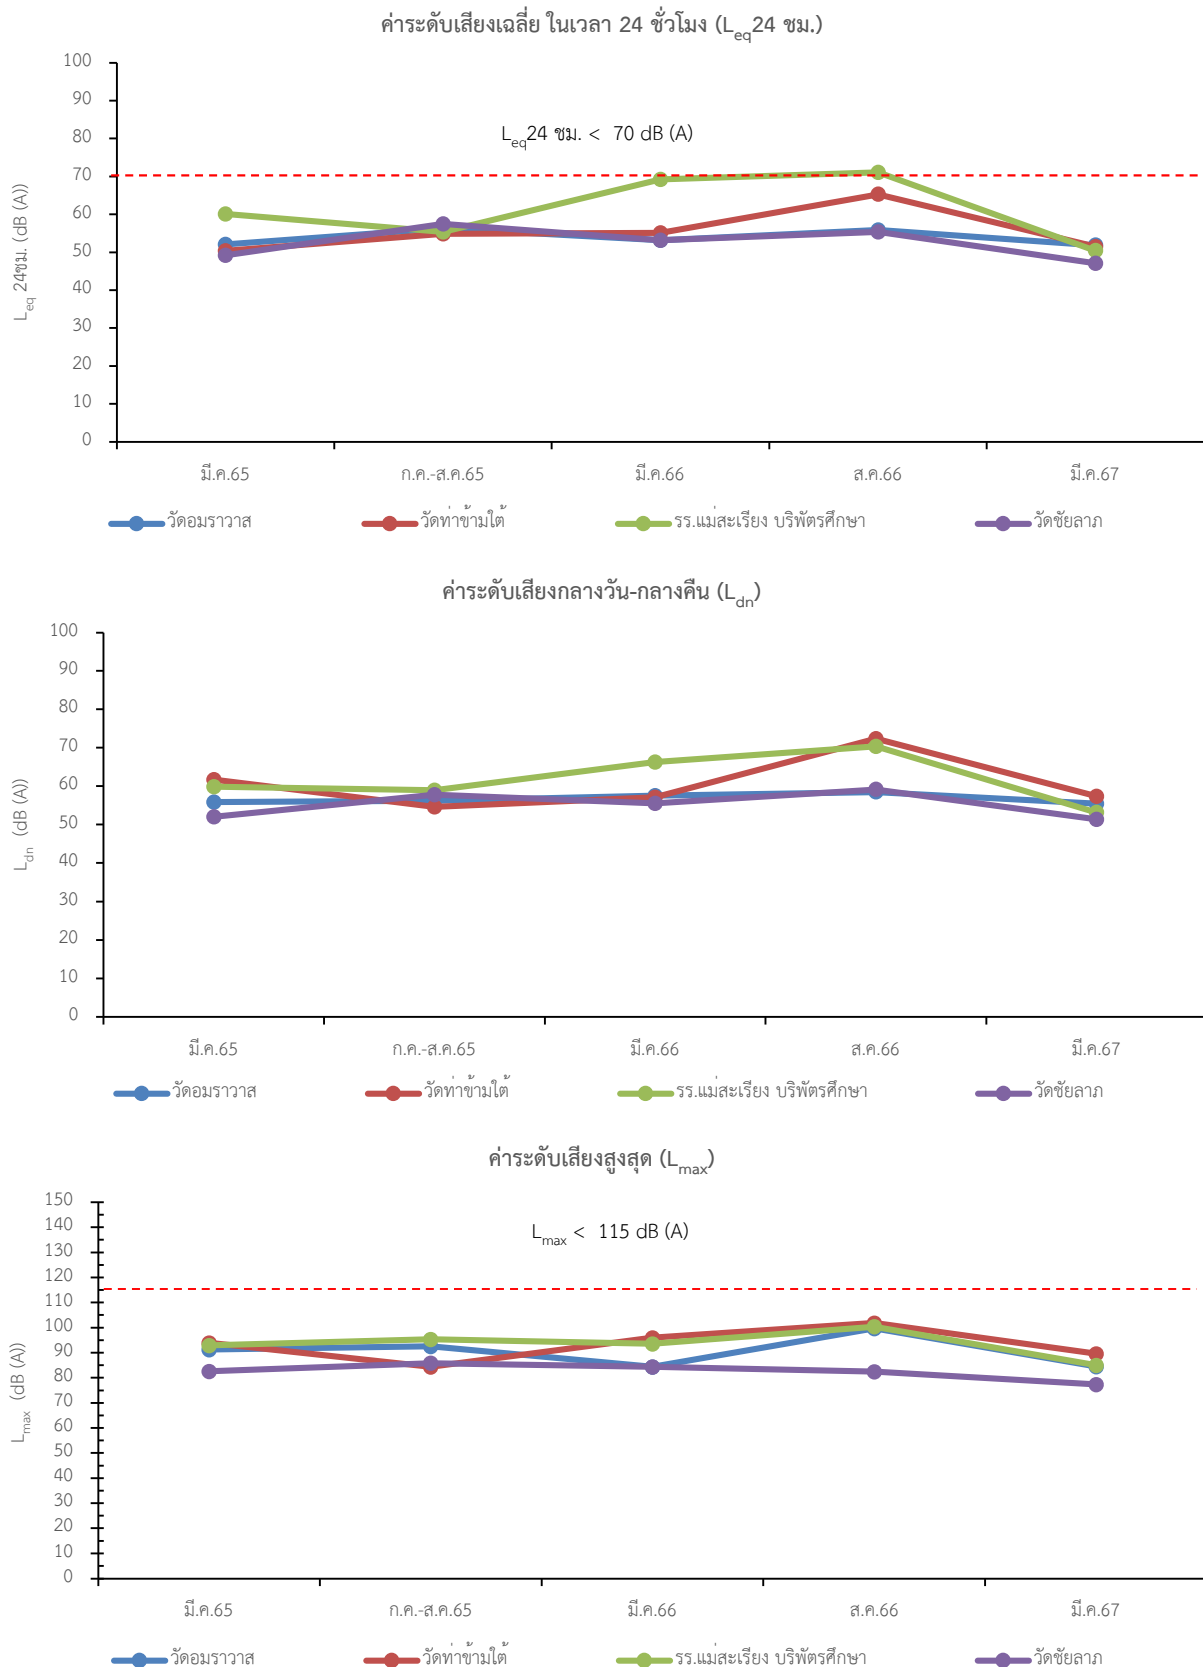 ค่าระดับเสียงเฉลี่ย ในเวลา 24 ชั่วโมง (Leq24 ชม.)
100
90
80
70
60
50
40
30
20
10
0
Leq 24ชม. (dB (A))
Leq24 ชม. < 70 dB (A)
มี.ค.65 ก.ค.-ส.ค.65 มี.ค.66 ส.ค.66 มี.ค.67
วัดอมราวาส วัดท่าข้ามใต้ รร.แม่สะเรียง บริพัตรศึกษา วัดชัยลาภ
ค่าระดับเสียงกลางวัน-กลางคืน (Ldn)
100
90
80
70
60
50
40
30
20
10
0
Ldn (dB (A))
มี.ค.65 ก.ค.-ส.ค.65 มี.ค.66 ส.ค.66 มี.ค.67
วัดอมราวาส วัดท่าข้ามใต้ รร.แม่สะเรียง บริพัตรศึกษา วัดชัยลาภ
ค่าระดับเสียงสูงสุด (Lmax)
150
140
130
120
110
100
90
80
70
60
50
40
30
20
10
0
Lmax (dB (A))
Lmax < 115 dB (A)
มี.ค.65 ก.ค.-ส.ค.65 มี.ค.66 ส.ค.66 มี.ค.67
วัดอมราวาส วัดท่าข้ามใต้ รร.แม่สะเรียง บริพัตรศึกษา วัดชัยลาภ